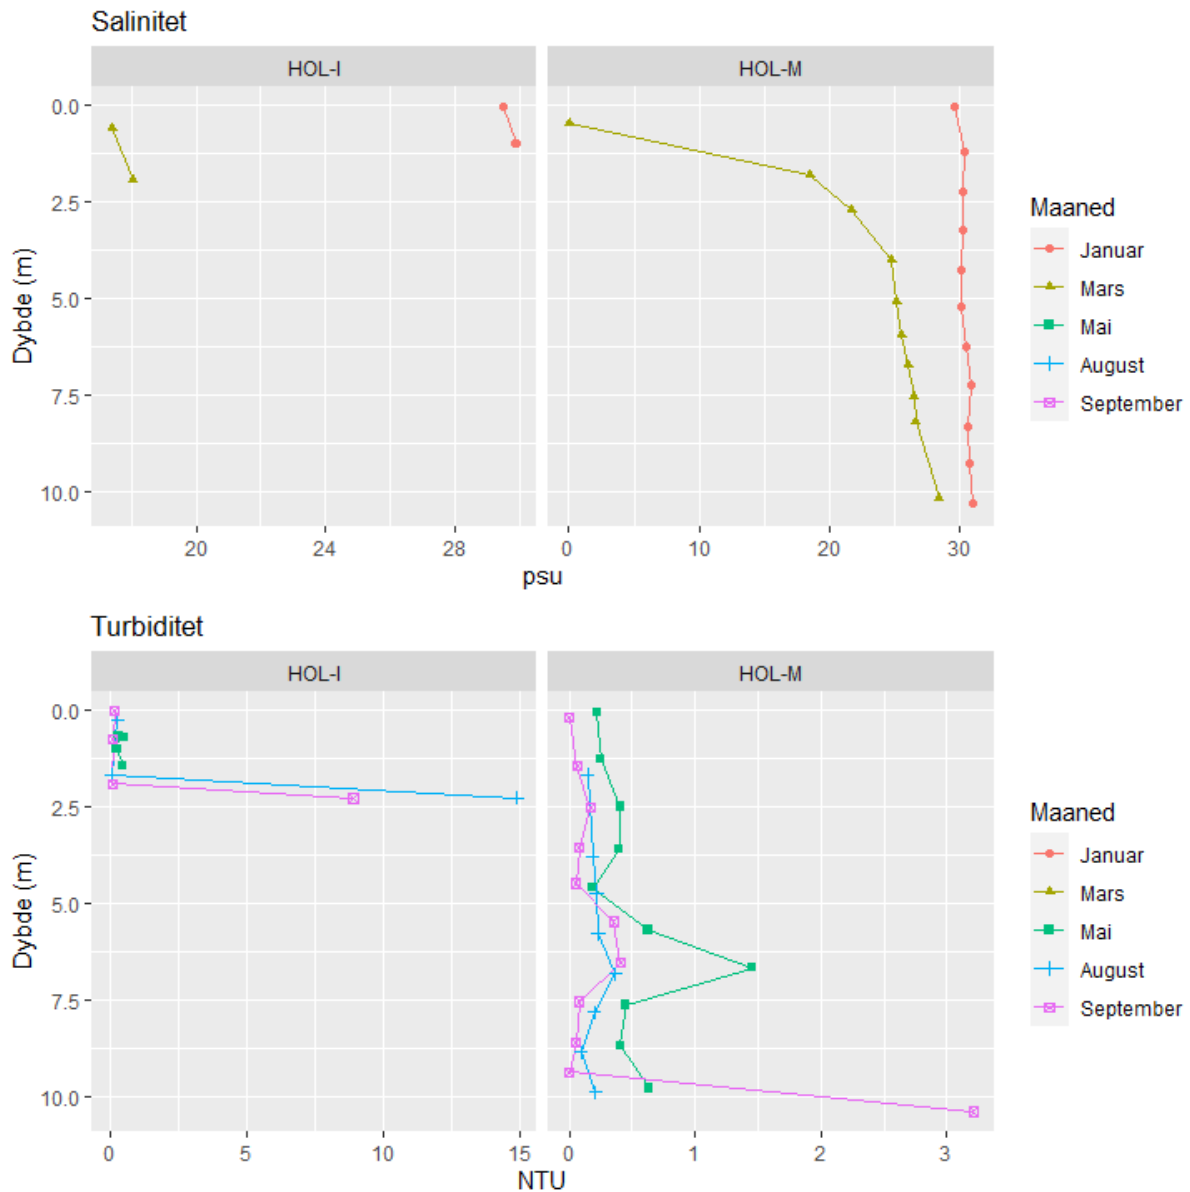 Salinitet
HOL-I
HOL-M
0.0
2.5
5.0
7.5
10.0
Dybde (m)
20
24
28
0
10
20
30
psu
Maaned
Januar
Mars
Mai
August
September
Turbiditet
HOL-I
HOL-M
0.0
2.5
5.0
7.5
10.0
Dybde (m)
0
5
10
15
0
1
2
3
NTU
Maaned
Januar
Mars
Mai
August
September